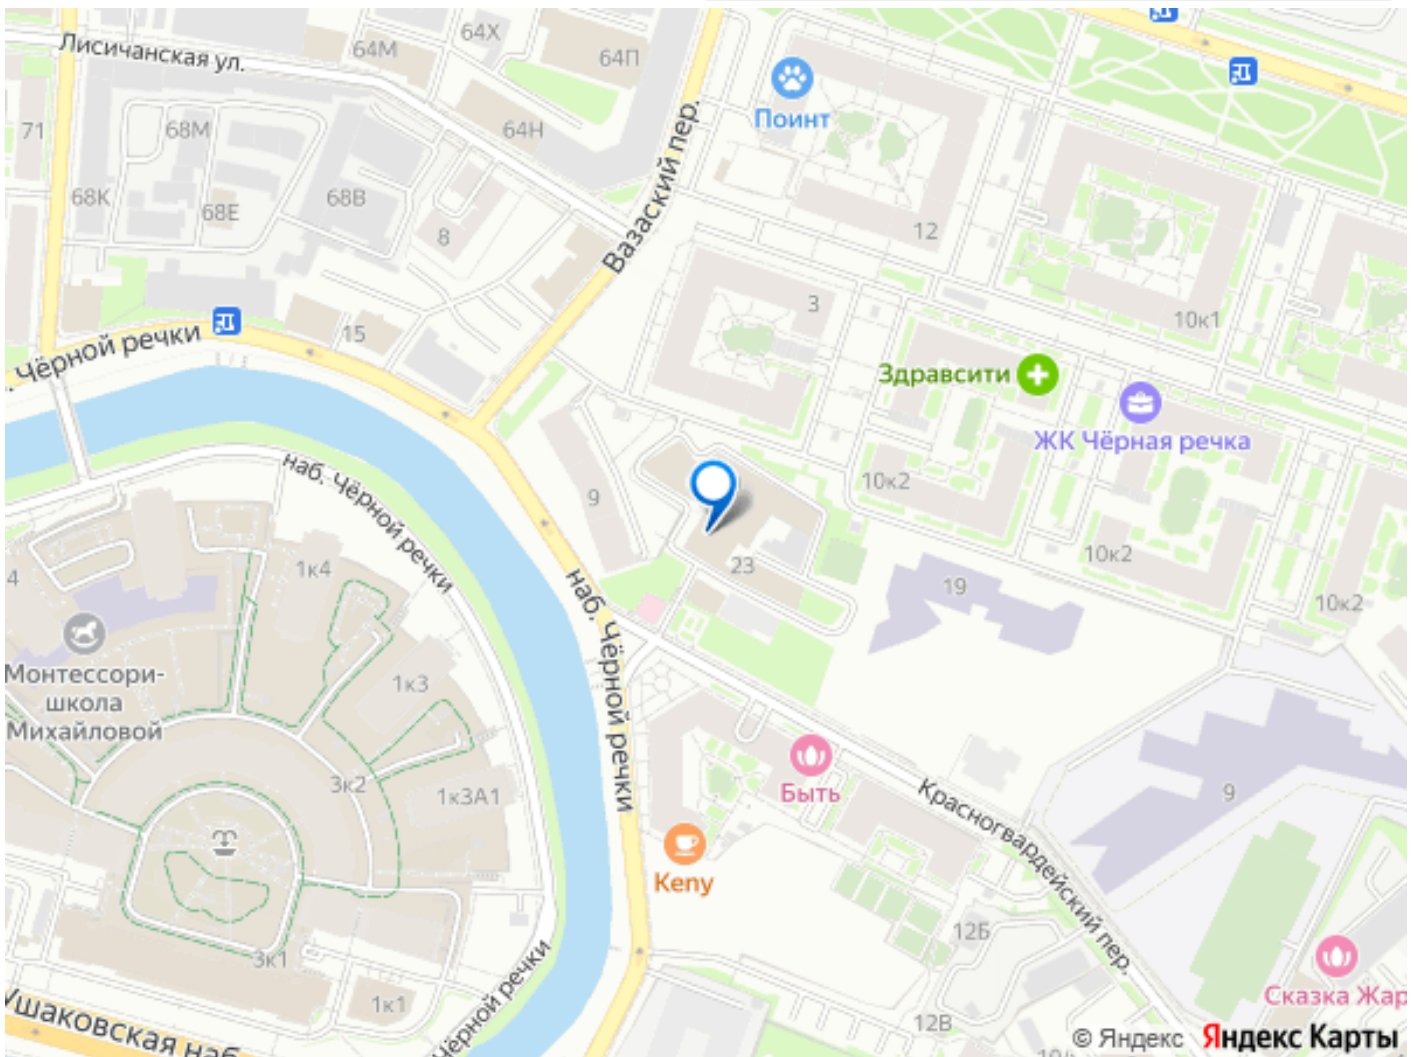 64Х
Лисичанская ул.
64М
64П
Поинт
71
68М
64Н
Вазаский пер.
68К
68Е
68В
8
12
3
10к1
Чёрной речки
15
Здравсити
ЖК Чёрная речка
наб. Чёрной речки
9
10к2
23
10к2
19
10к2
4
1к4
наб. Чёрной речки
Монтессори-
школа
Михайловой
1к3
3к2
1к3А1
Быть
Красногвардейский пер.
9
Keny
12Б
3к1
1к1
Чёрной речки
Ушаковская наб.
12В
Сказка Жар
© Яндекс Яндекс Карты